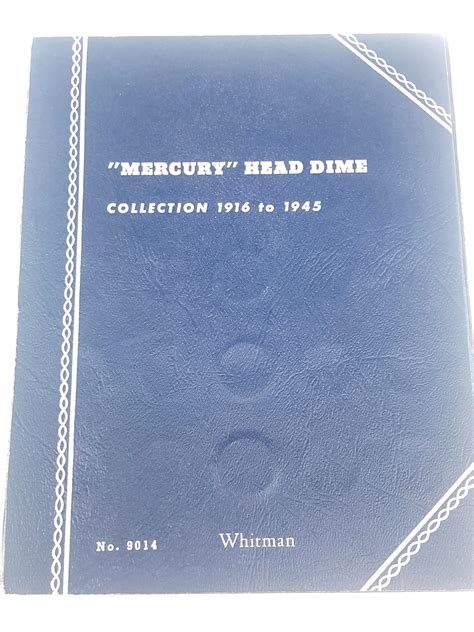 "MERCURY" HEAD DIME
COLLECTION 1916 to 1945
No. 9014 Whitman